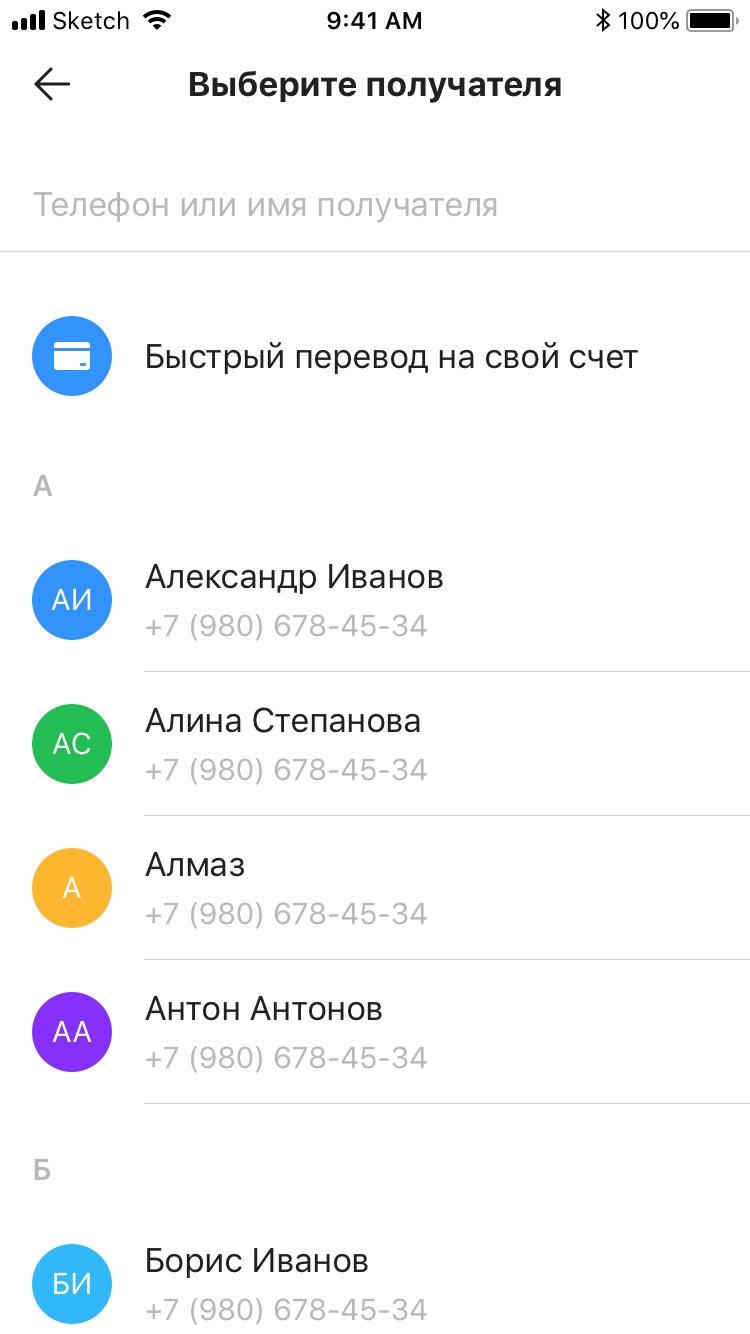 Sketch 9:41 AM 100%
Выберите получателя
Телефон или имя получателя
Быстрый перевод на свой счет
А
АИ Александр Иванов
+7 (980) 678-45-34
АС Алина Степанова
+7 (980) 678-45-34
А Алмаз
+7 (980) 678-45-34
АА Антон Антонов
+7 (980) 678-45-34
Б
БИ Борис Иванов
+7 (980) 678-45-34